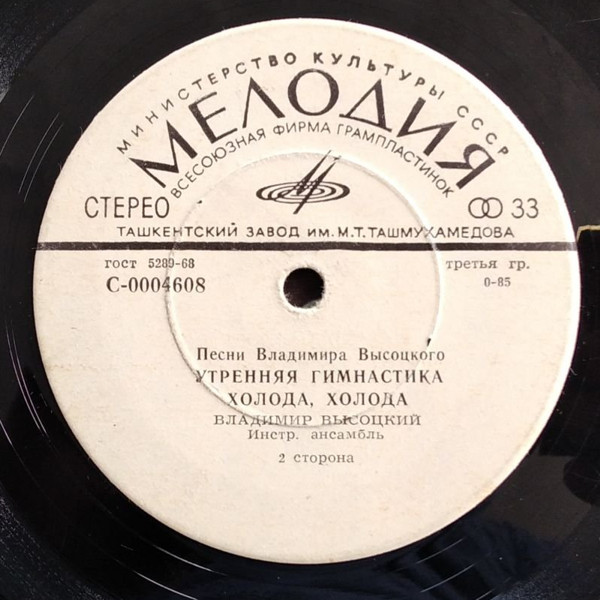 МИНИСТЕРСТВО КУЛЬТУРЫ СССР
МЕЛОДИЯ
ВСЕСОЮЗНАЯ ФИРМА ГРАМПЛАСТИНОК
СТЕРЕО 33
ТАШКЕНТСКИЙ ЗАВОД ИМ. М.Т. ТАШМУХАМЕДОВА
гост 5289-68 третья гр.
С-0004608 0-85
Песни Владимира Высоцкого
УТРЕННЯЯ ГИМНАСТИКА
ХОЛОДА, ХОЛОДА
ВЛАДИМИР ВЫСОЦКИЙ
Инстр. ансамбль
2 сторона